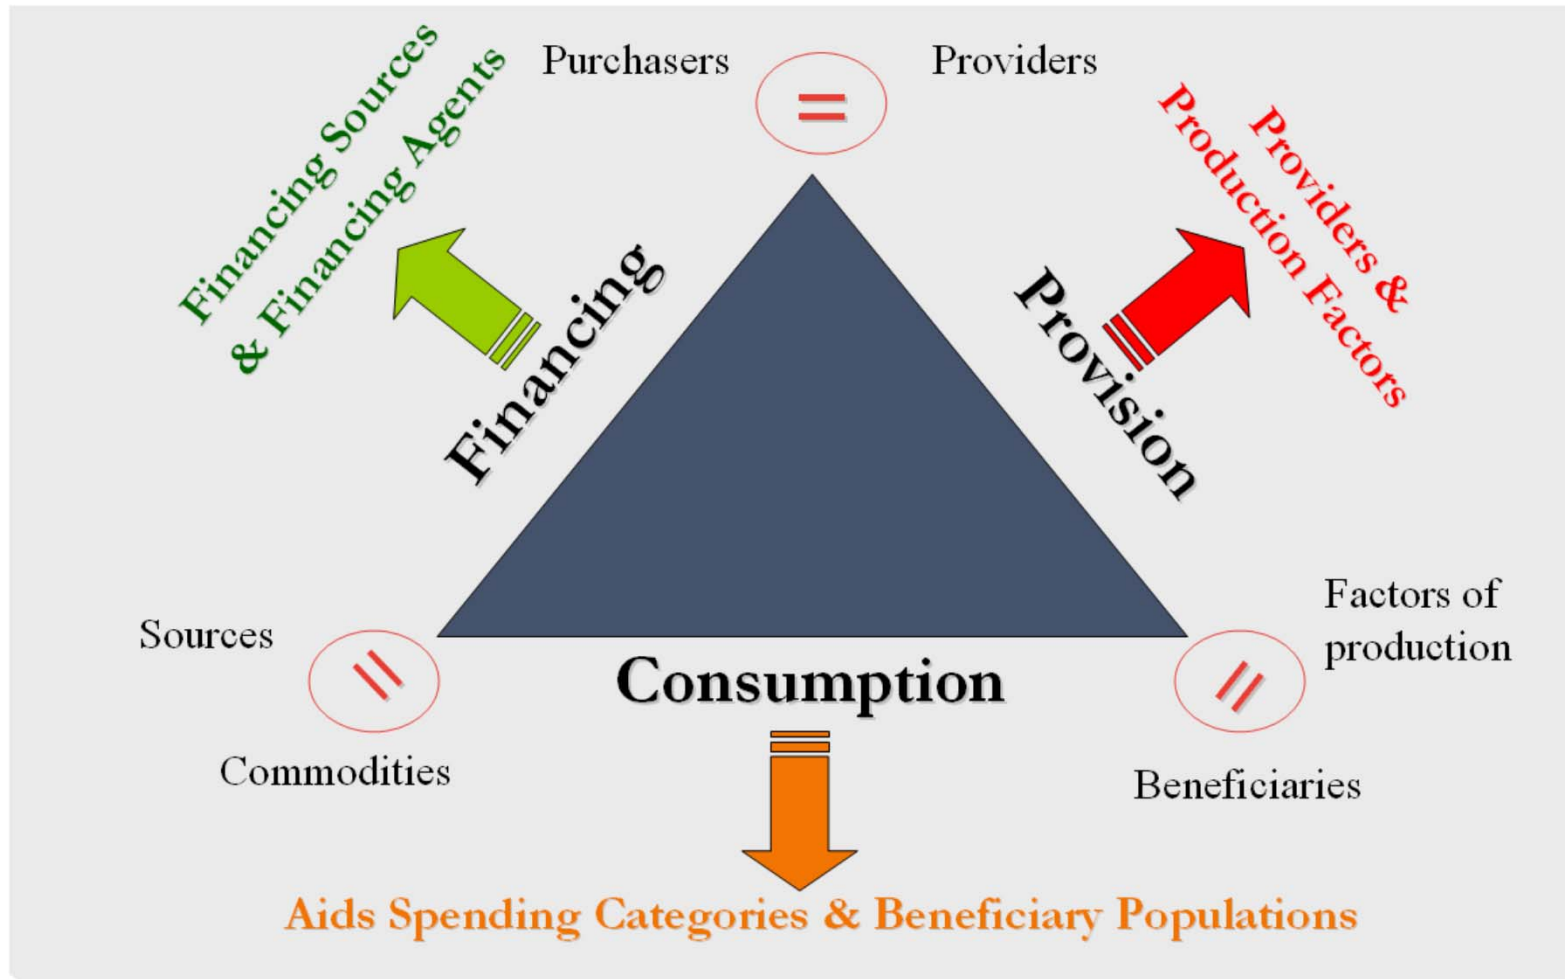 Purchasers
=
Providers
Financing Sources
& Financing Agents
Providers &
Production Factors
Financing
Provision
Sources
=
Commodities
Consumption
Factors of
production
=
Beneficiaries
Aids Spending Categories & Beneficiary Populations